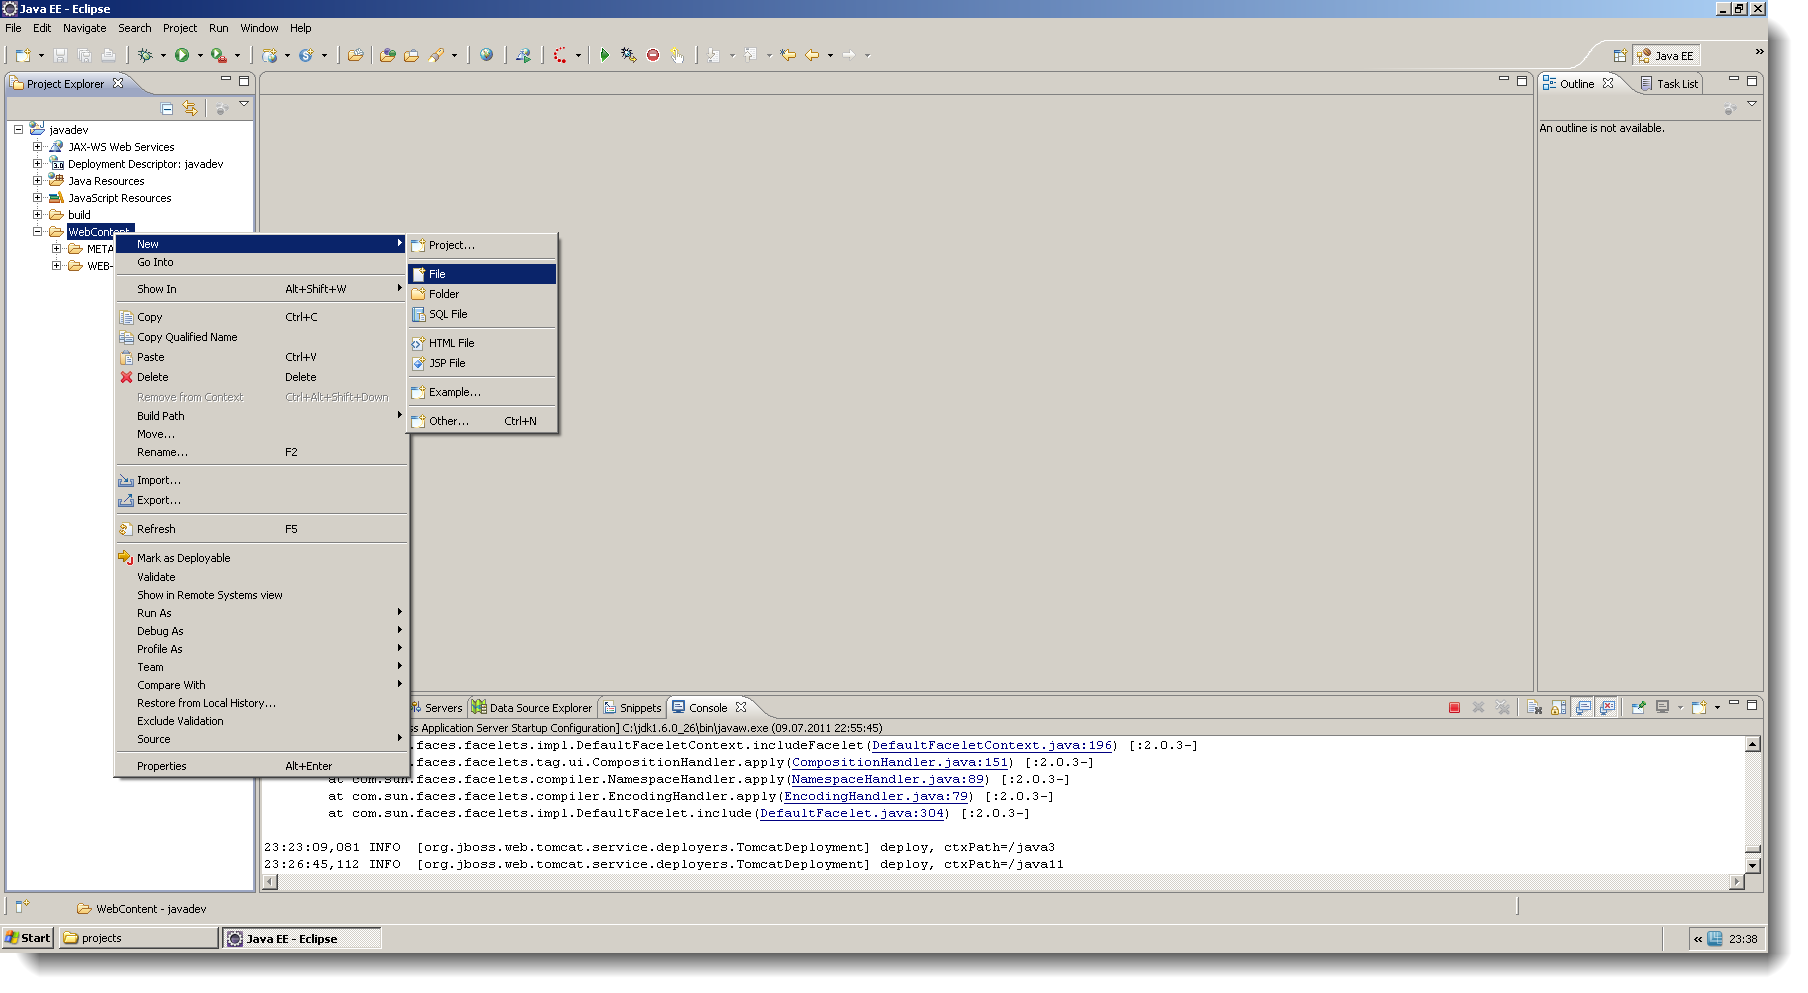 Java EE - Eclipse
File Edit Navigate Search Project Run Window Help
Java EE
Project Explorer
javadev
JAX-WS Web Services
3.0 Deployment Descriptor: javadev
Java Resources
JavaScript Resources
build
WebContent
META
WEB-
New
Go Into
Show In Alt+Shift+W
Copy Ctrl+C
Copy Qualified Name
Paste Ctrl+V
Delete Delete
Remove from Context Ctrl+Alt+Shift+Down
Build Path
Move...
Rename... F2
Import...
Export...
Refresh F5
Mark as Deployable
Validate
Show in Remote Systems view
Run As
Debug As
Profile As
Team
Compare With
Restore from Local History...
Exclude Validation
Source
Properties Alt+Enter
Project...
File
Folder
SQL File
HTML File
JSP File
Example...
Other... Ctrl+N
Outline Task List
An outline is not available.
Servers Data Source Explorer Snippets Console
ss Application Server Startup Configuration] C:\jdk1.6.0_26\bin\javaw.exe (09.07.2011 22:55:45)
.faces.facelets.impl.DefaultFaceletContext.includeFacelet(DefaultFaceletContext.java:196) [:2.0.3-]
.faces.facelets.tag.ui.CompositionHandler.apply(CompositionHandler.java:151) [:2.0.3-]
at com.sun.faces.facelets.compiler.NamespaceHandler.apply(NamespaceHandler.java:89) [:2.0.3-]
at com.sun.faces.facelets.compiler.EncodingHandler.apply(EncodingHandler.java:79) [:2.0.3-]
at com.sun.faces.facelets.impl.DefaultFacelet.include(DefaultFacelet.java:304) [:2.0.3-]
23:23:09,081 INFO [org.jboss.web.tomcat.service.deployers.TomcatDeployment] deploy, ctxPath=/java3
23:26:45,112 INFO [org.jboss.web.tomcat.service.deployers.TomcatDeployment] deploy, ctxPath=/java11
WebContent - javadev
Start projects Java EE - Eclipse 23:38